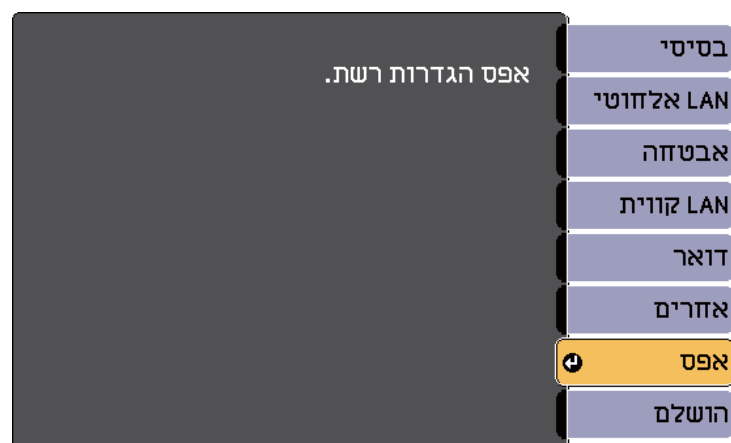 אפס הגדרות רשת.
בסיסי
LAN אלחוטי
אבטחה
LAN קווית
דואר
אחרים
אפס
הושלם